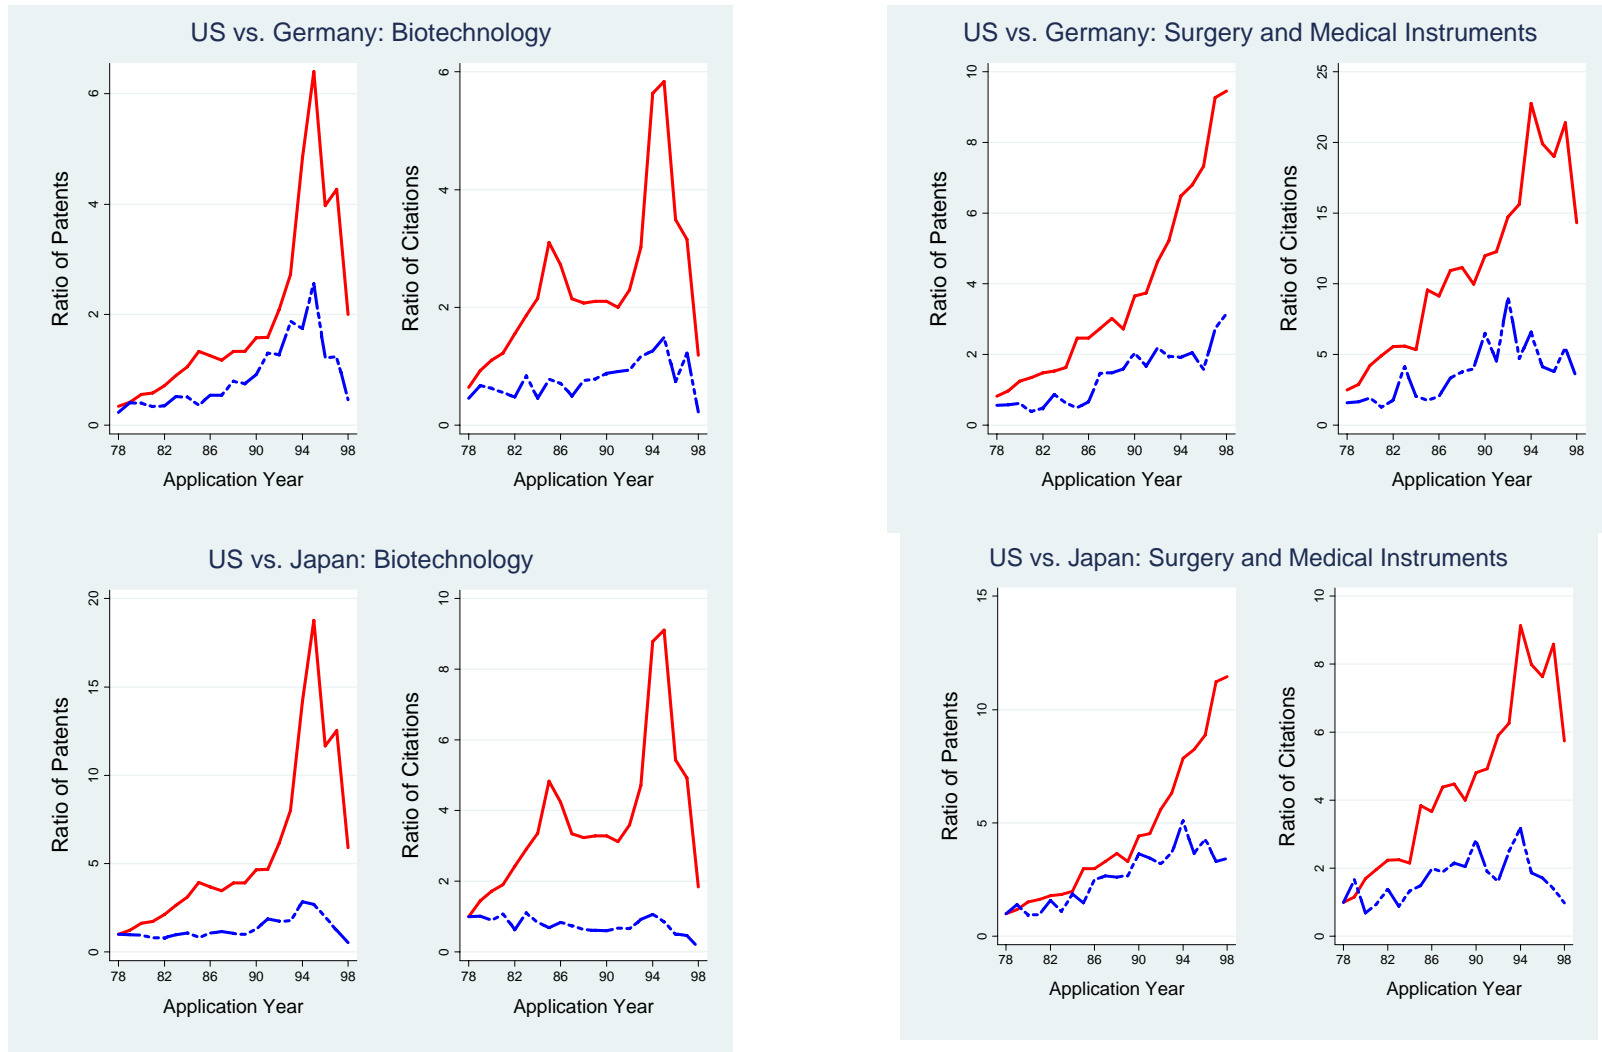 US vs. Germany: Biotechnology
Ratio of Patents
0 2 4 6
78 82 86 90 94 98
Application Year
Ratio of Citations
0 2 4 6
78 82 86 90 94 98
Application Year
US vs. Germany: Surgery and Medical Instruments
Ratio of Patents
0 2 4 6 8 10
78 82 86 90 94 98
Application Year
Ratio of Citations
0 5 10 15 20 25
78 82 86 90 94 98
Application Year
US vs. Japan: Biotechnology
Ratio of Patents
0 5 10 15 20
78 82 86 90 94 98
Application Year
Ratio of Citations
0 2 4 6 8 10
78 82 86 90 94 98
Application Year
US vs. Japan: Surgery and Medical Instruments
Ratio of Patents
0 5 10 15
78 82 86 90 94 98
Application Year
Ratio of Citations
0 2 4 6 8 10
78 82 86 90 94 98
Application Year